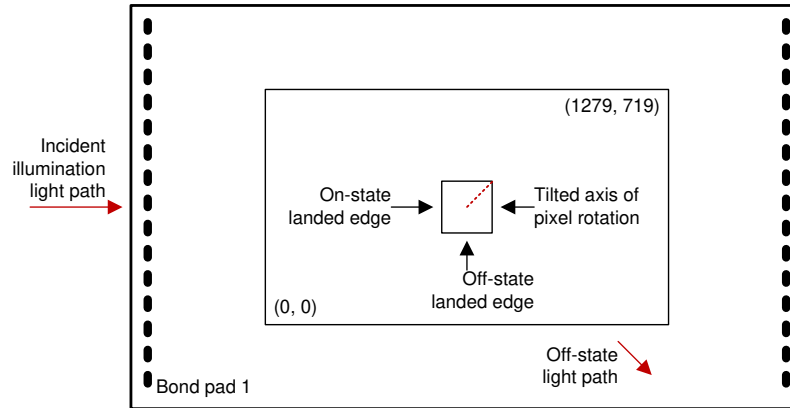 (1279, 719)
Incident
illumination
light path
On-state
landed edge
Tilted axis of
pixel rotation
Off-state
landed edge
(0, 0)
Off-state
light path
Bond pad 1